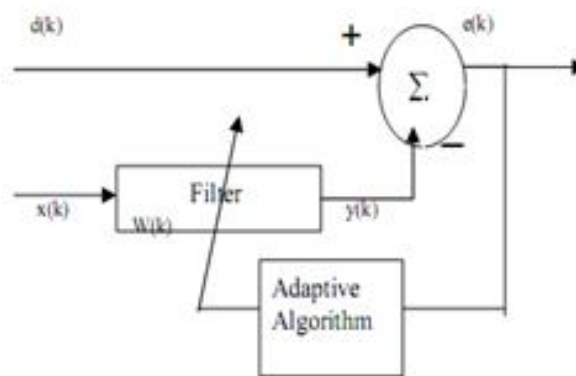 d(k)
e(k)
+
Σ
−
Filter
x(k)
W(k)
y(k)
Adaptive
Algorithm